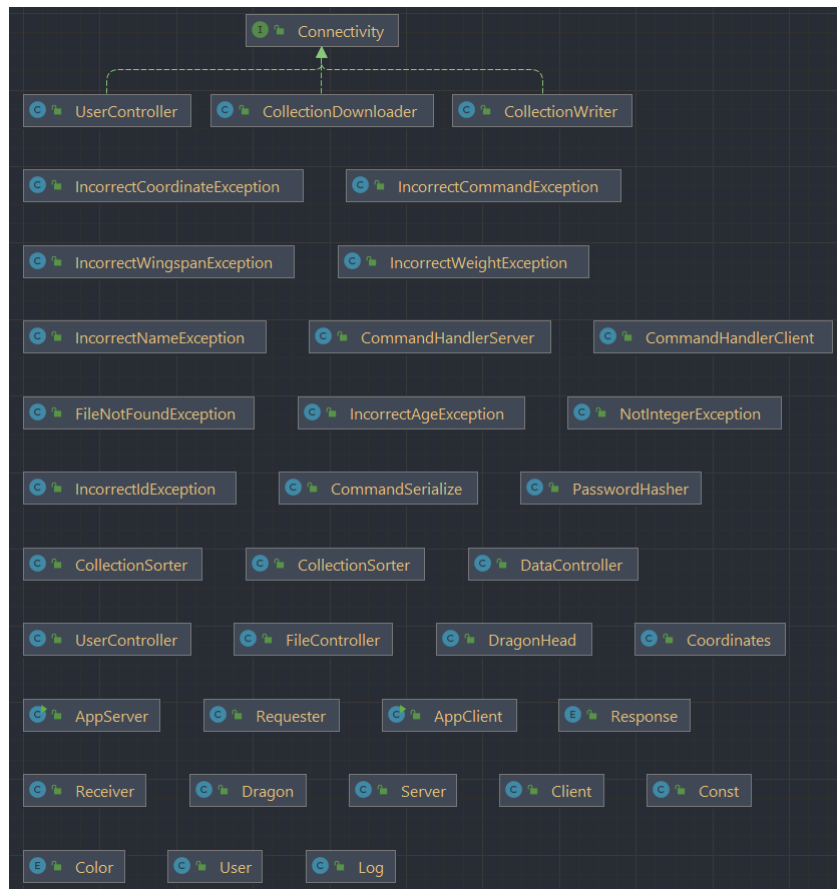 I Connectivity
C UserController C CollectionDownloader C CollectionWriter
C IncorrectCoordinateException C IncorrectCommandException
C IncorrectWingspanException C IncorrectWeightException
C IncorrectNameException C CommandHandlerServer C CommandHandlerClient
C FileNotFoundException C IncorrectAgeException C NotIntegerException
C IncorrectIdException C CommandSerialize C PasswordHasher
C CollectionSorter C CollectionSorter C DataController
C UserController C FileController C DragonHead C Coordinates
C AppServer C Requester C AppClient E Response
C Receiver C Dragon C Server C Client C Const
E Color C User C Log